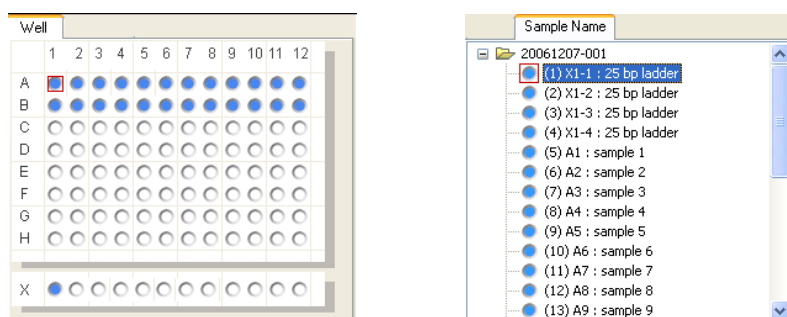 Well
1 2 3 4 5 6 7 8 9 10 11 12
A
B
C
D
E
F
G
H
X
Sample Name
20061207-001
(1) X1-1 : 25 bp ladder
(2) X1-2 : 25 bp ladder
(3) X1-3 : 25 bp ladder
(4) X1-4 : 25 bp ladder
(5) A1 : sample 1
(6) A2 : sample 2
(7) A3 : sample 3
(8) A4 : sample 4
(9) A5 : sample 5
(10) A6 : sample 6
(11) A7 : sample 7
(12) A8 : sample 8
(13) A9 : sample 9